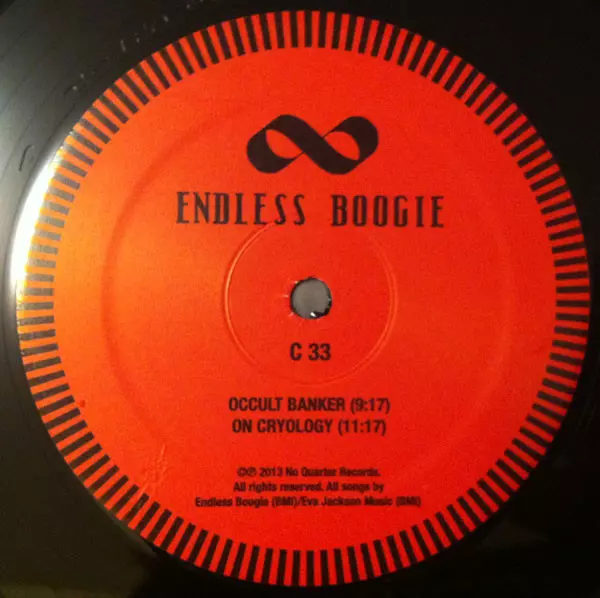 ENDLESS BOOGIE
C 33
OCCULT BANKER (9:17)
ON CRYOLOGY (11:17)
©℗ 2013 No Quarter Records.
All rights reserved. All songs by
Endless Boogie (BMI)/Eva Jackson Music (BMI)